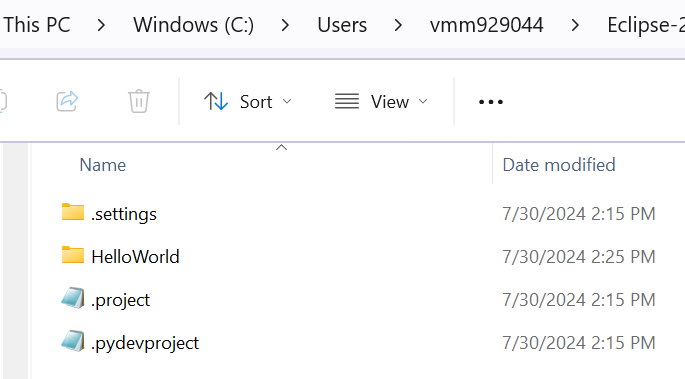 This PC > Windows (C:) > Users > vmm929044 > Eclipse-2
Sort View
Name Date modified
.settings 7/30/2024 2:15 PM
HelloWorld 7/30/2024 2:25 PM
.project 7/30/2024 2:15 PM
.pydevproject 7/30/2024 2:15 PM